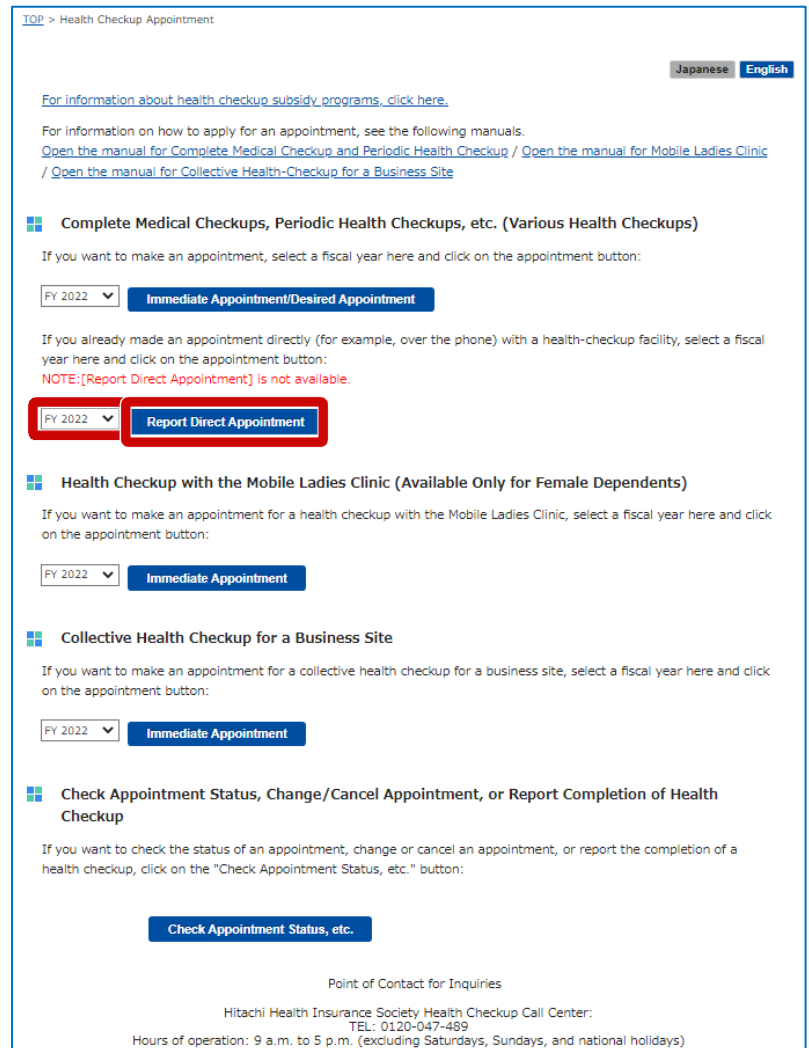 TOP > Health Checkup Appointment
Japanese English
For information about health checkup subsidy programs, click here.
For information on how to apply for an appointment, see the following manuals.
Open the manual for Complete Medical Checkup and Periodic Health Checkup / Open the manual for Mobile Ladies Clinic
/ Open the manual for Collective Health-Checkup for a Business Site
Complete Medical Checkups, Periodic Health Checkups, etc. (Various Health Checkups)
If you want to make an appointment, select a fiscal year here and click on the appointment button:
FY 2022 Immediate Appointment/Desired Appointment
If you already made an appointment directly (for example, over the phone) with a health-checkup facility, select a fiscal
year here and click on the appointment button:
NOTE:[Report Direct Appointment] is not available.
FY 2022 Report Direct Appointment
Health Checkup with the Mobile Ladies Clinic (Available Only for Female Dependents)
If you want to make an appointment for a health checkup with the Mobile Ladies Clinic, select a fiscal year here and click
on the appointment button:
FY 2022 Immediate Appointment
Collective Health Checkup for a Business Site
If you want to make an appointment for a collective health checkup for a business site, select a fiscal year here and click
on the appointment button:
FY 2022 Immediate Appointment
Check Appointment Status, Change/Cancel Appointment, or Report Completion of Health
Checkup
If you want to check the status of an appointment, change or cancel an appointment, or report the completion of a
health checkup, click on the "Check Appointment Status, etc." button:
Check Appointment Status, etc.
Point of Contact for Inquiries
Hitachi Health Insurance Society Health Checkup Call Center:
TEL: 0120-047-489
Hours of operation: 9 a.m. to 5 p.m. (excluding Saturdays, Sundays, and national holidays)